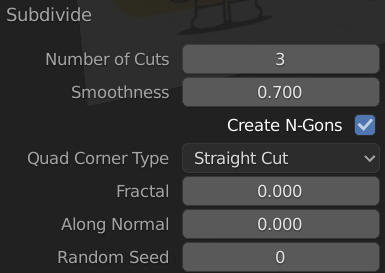 Subdivide
Number of Cuts 3
Smoothness 0.700
Create N-Gons
Quad Corner Type Straight Cut
Fractal 0.000
Along Normal 0.000
Random Seed 0